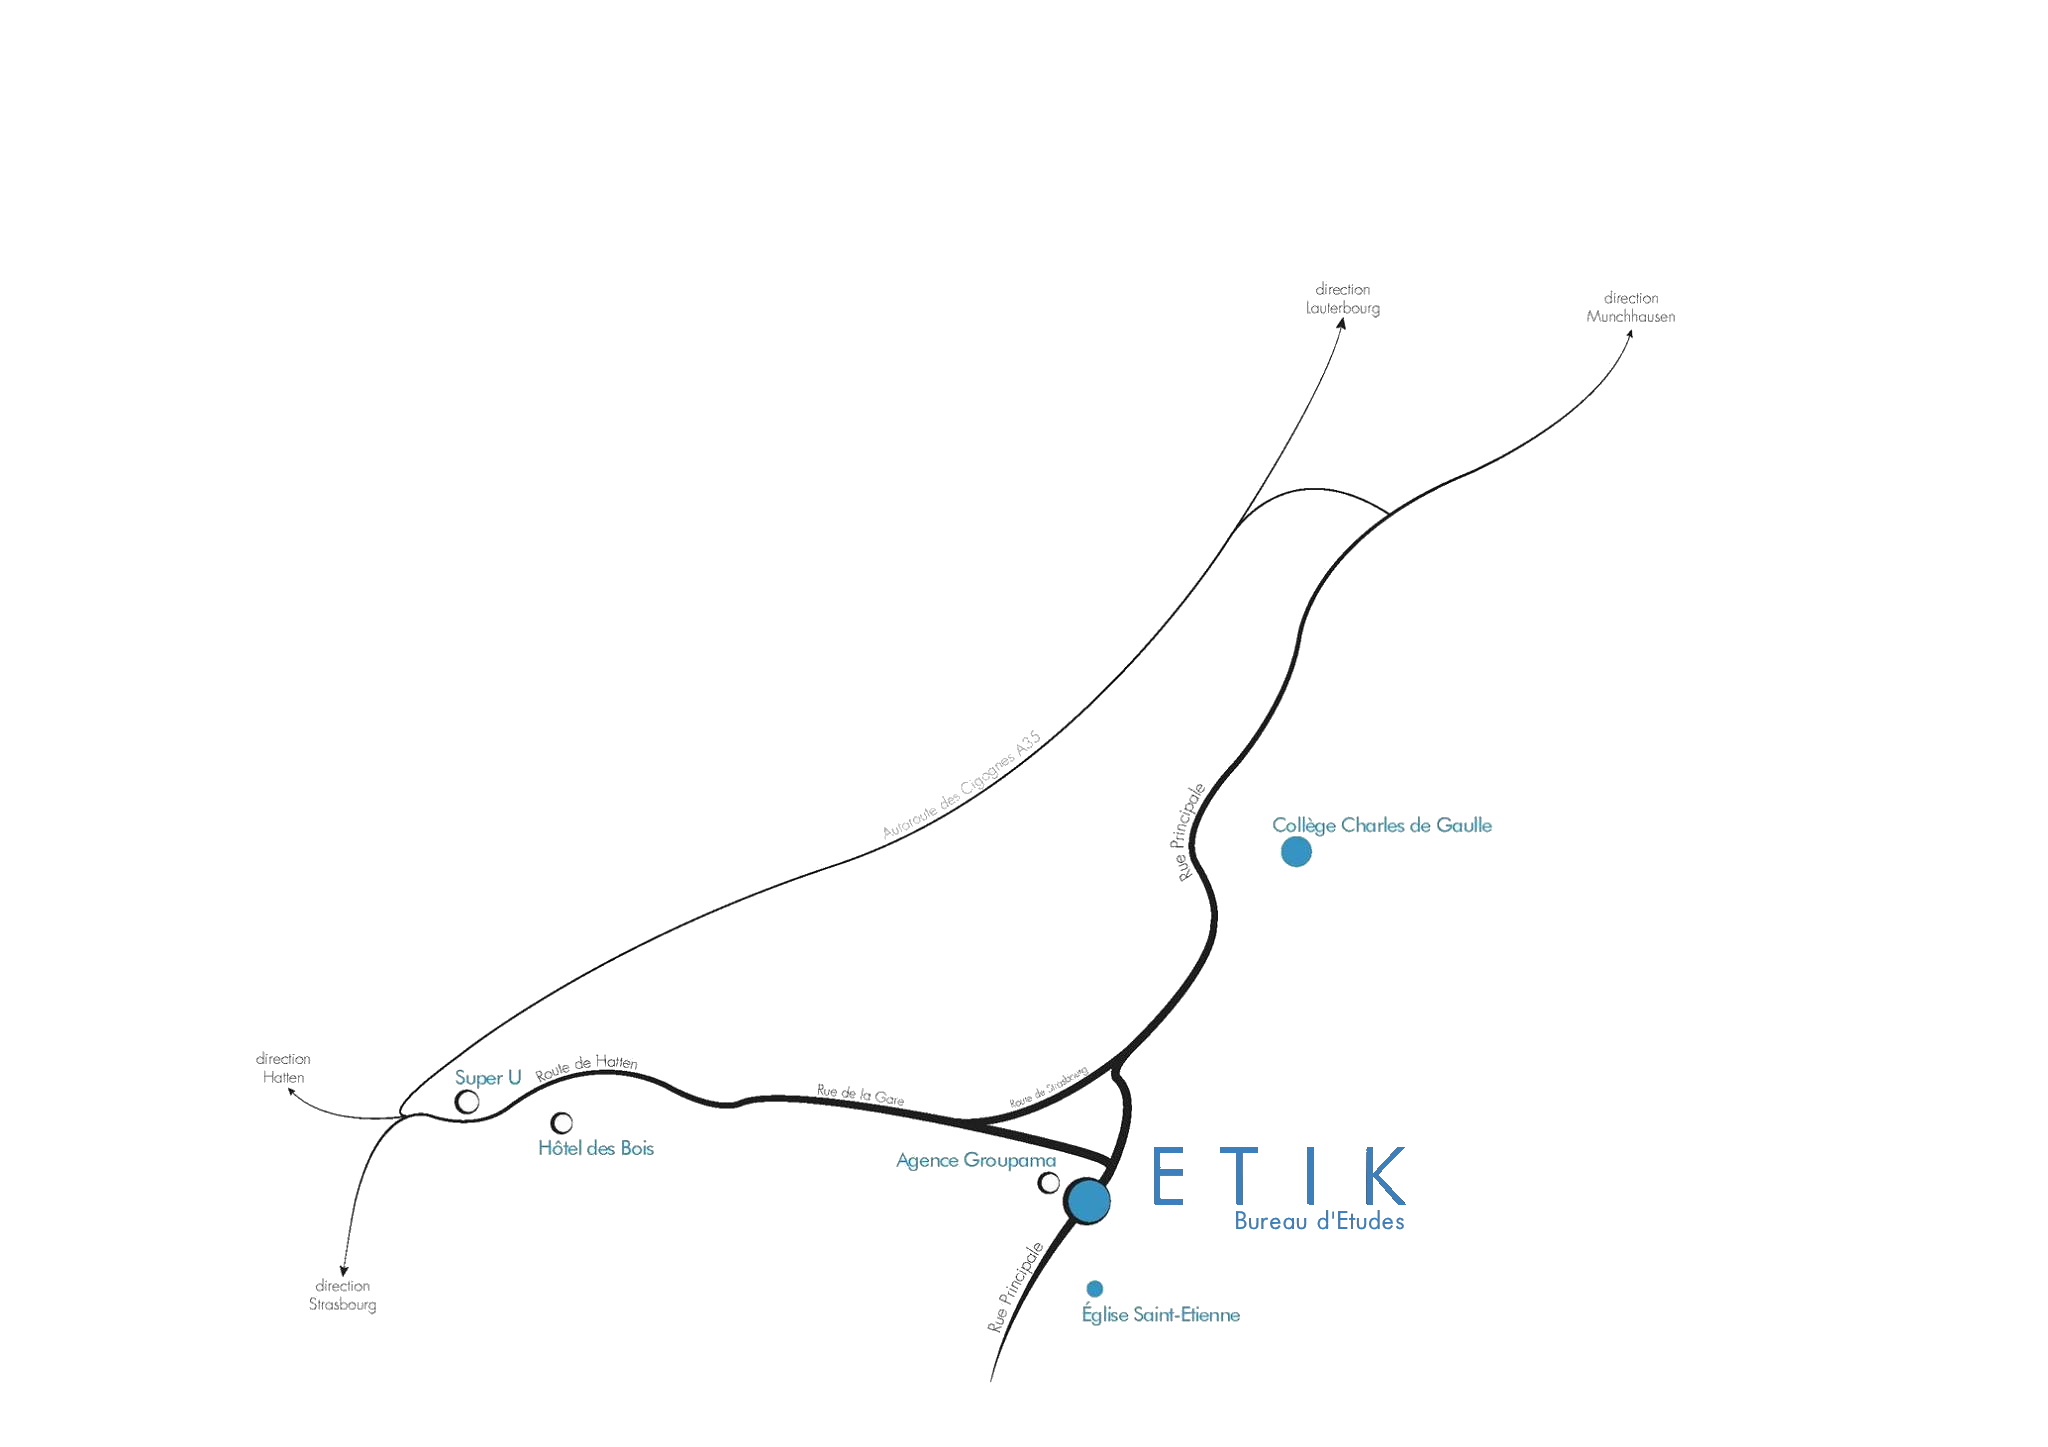 direction
Lauterbourg
direction
Munchhausen
Autoroute des Cigognes A35
Rue Principale
Collège Charles de Gaulle
direction
Hatten
Super U
Route de Hatten
Hôtel des Bois
Rue de la Gare
Route de Strasbourg
Agence Groupama
ETIK
Bureau d'Etudes
Rue Principale
direction
Strasbourg
Église Saint-Etienne